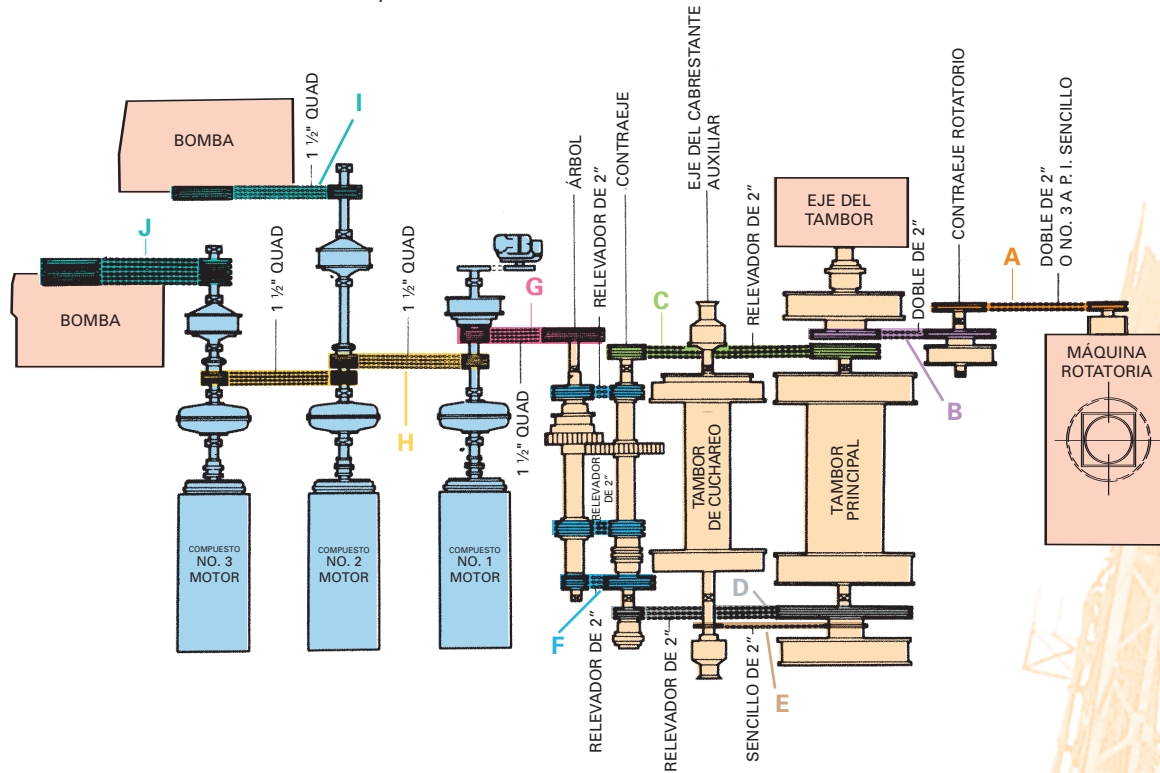 BOMBA
1 ½" QUAD
I
J
BOMBA
1 ½" QUAD
1 ½" QUAD
H
G
1 ½" QUAD
ÁRBOL
RELEVADOR DE 2"
CONTRAEJE
C
EJE DEL CABRESTANTE
AUXILIAR
RELEVADOR DE 2"
EJE DEL
TAMBOR
DOBLE DE 2"
CONTRAEJE ROTATORIO
A
DOBLE DE 2"
O NO. 3 A P. I. SENCILLO
B
MÁQUINA
ROTATORIA
RELEVADOR
DE 2"
TAMBOR
DE CUCHAREO
TAMBOR
PRINCIPAL
COMPUESTO
NO. 3
MOTOR
COMPUESTO
NO. 2
MOTOR
COMPUESTO
NO. 1
MOTOR
F
RELEVADOR DE 2"
D
RELEVADOR DE 2"
SENCILLO DE 2"
E